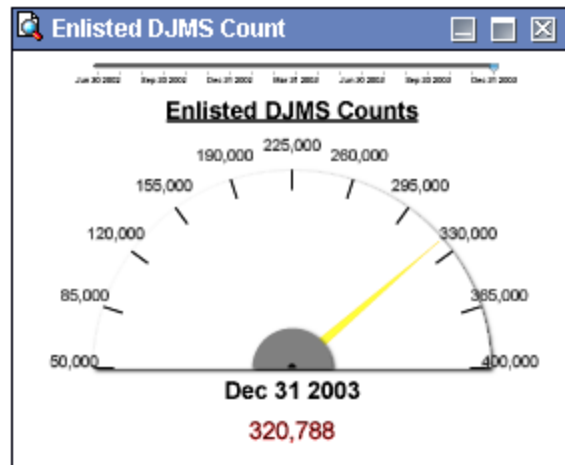 Enlisted DJMS Count
Jun 30 2002 Sep 30 2002 Dec 31 2002 Mar 31 2003 Jun 30 2003 Sep 30 2003 Dec 31 2003
Enlisted DJMS Counts
225,000
190,000 260,000
155,000 295,000
120,000 330,000
85,000 365,000
50,000 400,000
Dec 31 2003
320,788